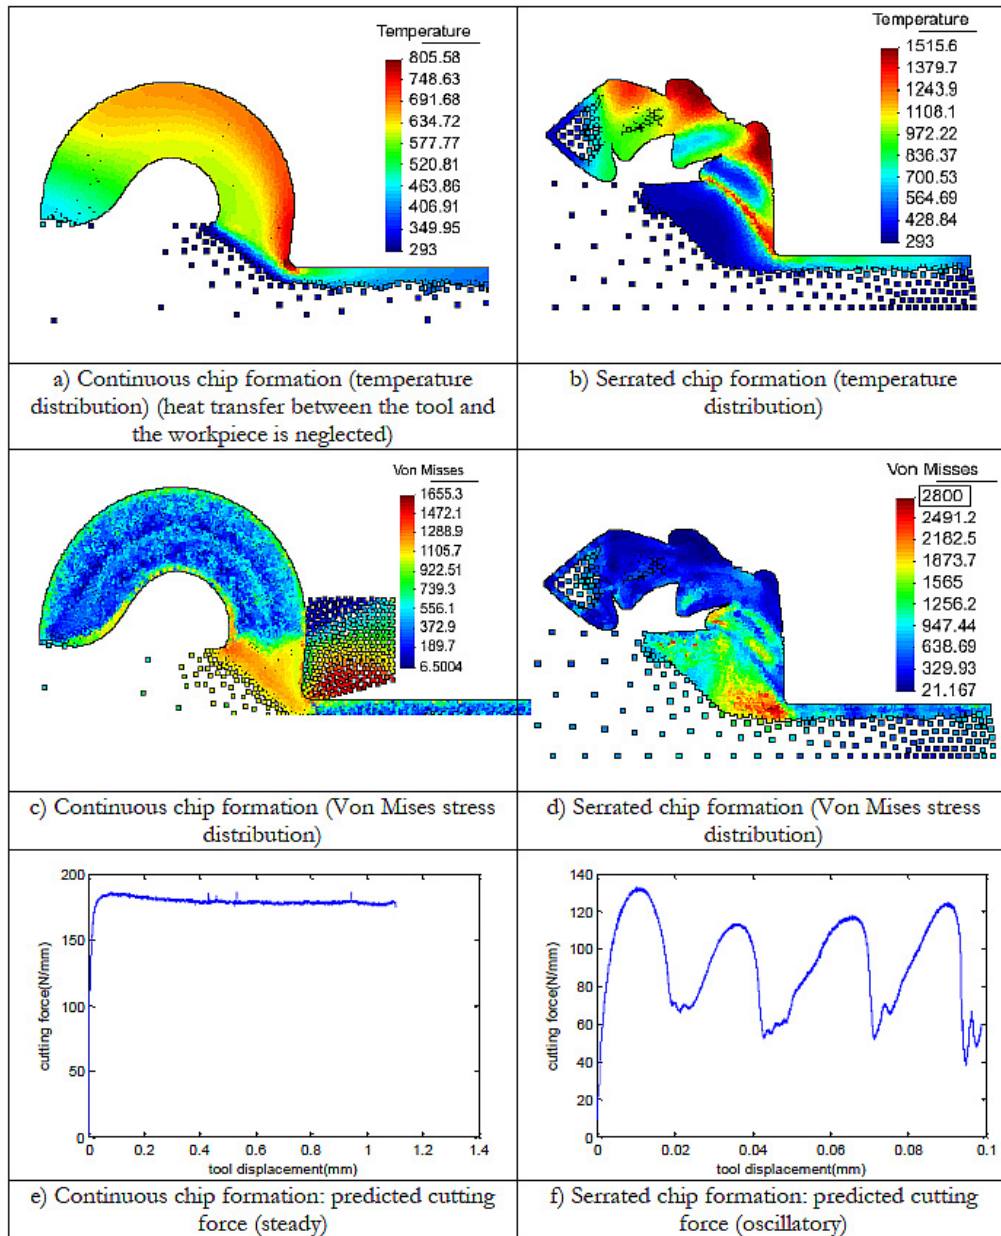 Temperature
805.58
748.63
691.68
634.72
577.77
520.81
463.86
406.91
349.95
293
Temperature
1515.6
1379.7
1243.9
1108.1
972.22
836.37
700.53
564.69
428.84
293
a) Continuous chip formation (temperature
distribution) (heat transfer between the tool and
the workpiece is neglected)
b) Serrated chip formation (temperature
distribution)
Von Misses
1655.3
1472.1
1288.9
1105.7
922.51
739.3
556.1
372.9
189.7
6.5004
Von Misses
2800
2491.2
2182.5
1873.7
1565
1256.2
947.44
638.69
329.93
21.167
c) Continuous chip formation (Von Mises stress
distribution)
d) Serrated chip formation (Von Mises stress
distribution)
200
150
100
50
0
cutting force(N/mm)
0 0.2 0.4 0.6 0.8 1 1.2 1.4
tool displacement(mm)
140
120
100
80
60
40
20
0
cutting force(N/mm)
0 0.02 0.04 0.06 0.08 0.1
tool displacement(mm)
e) Continuous chip formation: predicted cutting
force (steady)
f) Serrated chip formation: predicted cutting
force (oscillatory)